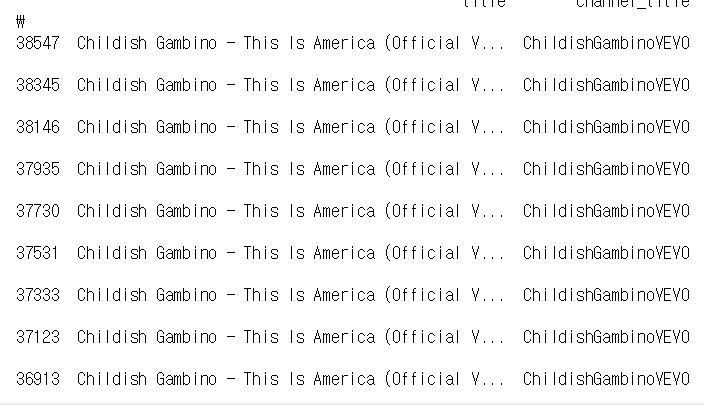 title channel_title
₩
38547 Childish Gambino - This Is America (Official V... ChildishGambinoVEVO
38345 Childish Gambino - This Is America (Official V... ChildishGambinoVEVO
38146 Childish Gambino - This Is America (Official V... ChildishGambinoVEVO
37935 Childish Gambino - This Is America (Official V... ChildishGambinoVEVO
37730 Childish Gambino - This Is America (Official V... ChildishGambinoVEVO
37531 Childish Gambino - This Is America (Official V... ChildishGambinoVEVO
37333 Childish Gambino - This Is America (Official V... ChildishGambinoVEVO
37123 Childish Gambino - This Is America (Official V... ChildishGambinoVEVO
36913 Childish Gambino - This Is America (Official V... ChildishGambinoVEVO